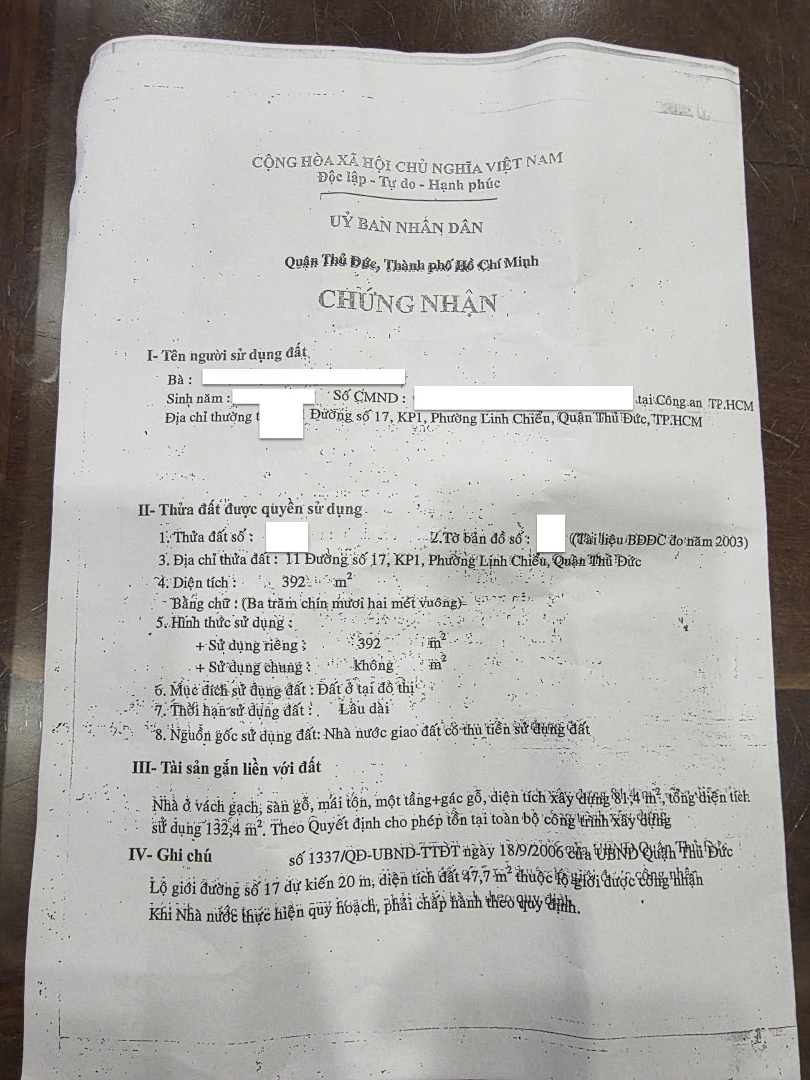 CỘNG HÒA XÃ HỘI CHỦ NGHĨA VIỆT NAM
Độc lập - Tự do - Hạnh phúc
UỶ BAN NHÂN DÂN
Quận Thủ Đức, Thành phố Hồ Chí Minh
CHỨNG NHẬN
I- Tên người sử dụng đất
Bà :
Sinh năm : Số CMND : tại Công an TP.HCM
Địa chỉ thường Đường số 17, KP1, Phường Linh Chiểu, Quận Thủ Đức, TP.HCM
II- Thửa đất được quyền sử dụng
1. Thửa đất số : 2.Tờ bản đồ số : (Tài liệu BĐĐC đo năm 2003)
3. Địa chỉ thửa đất : 11 Đường số 17, KP1, Phường Linh Chiểu, Quận Thủ Đức
4. Diện tích : 392 m²
Bằng chữ : (Ba trăm chín mươi hai mét vuông)
5. Hình thức sử dụng :
+ Sử dụng riêng : 392 m²
+ Sử dụng chung : không m²
6. Mục đích sử dụng đất : Đất ở tại đô thị
7. Thời hạn sử dụng đất : Lâu dài
8. Nguồn gốc sử dụng đất: Nhà nước giao đất có thu tiền sử dụng đất
III- Tài sản gắn liền với đất
Nhà ở vách gạch, sàn gỗ, mái tôn, một tầng+gác gỗ, diện tích xây dựng 81,4 m², tổng diện tích
sử dụng 132,4 m². Theo Quyết định cho phép tồn tại toàn bộ công trình xây dựng
IV- Ghi chú số 1337/QĐ-UBND-TTĐT ngày 18/9/2006 của UBND Quận Thủ Đức
Lộ giới đường số 17 dự kiến 20 m, diện tích đất 47,7 m² thuộc lộ giới được công nhận
Khi Nhà nước thực hiện quy hoạch, phải chấp hành theo quy định.